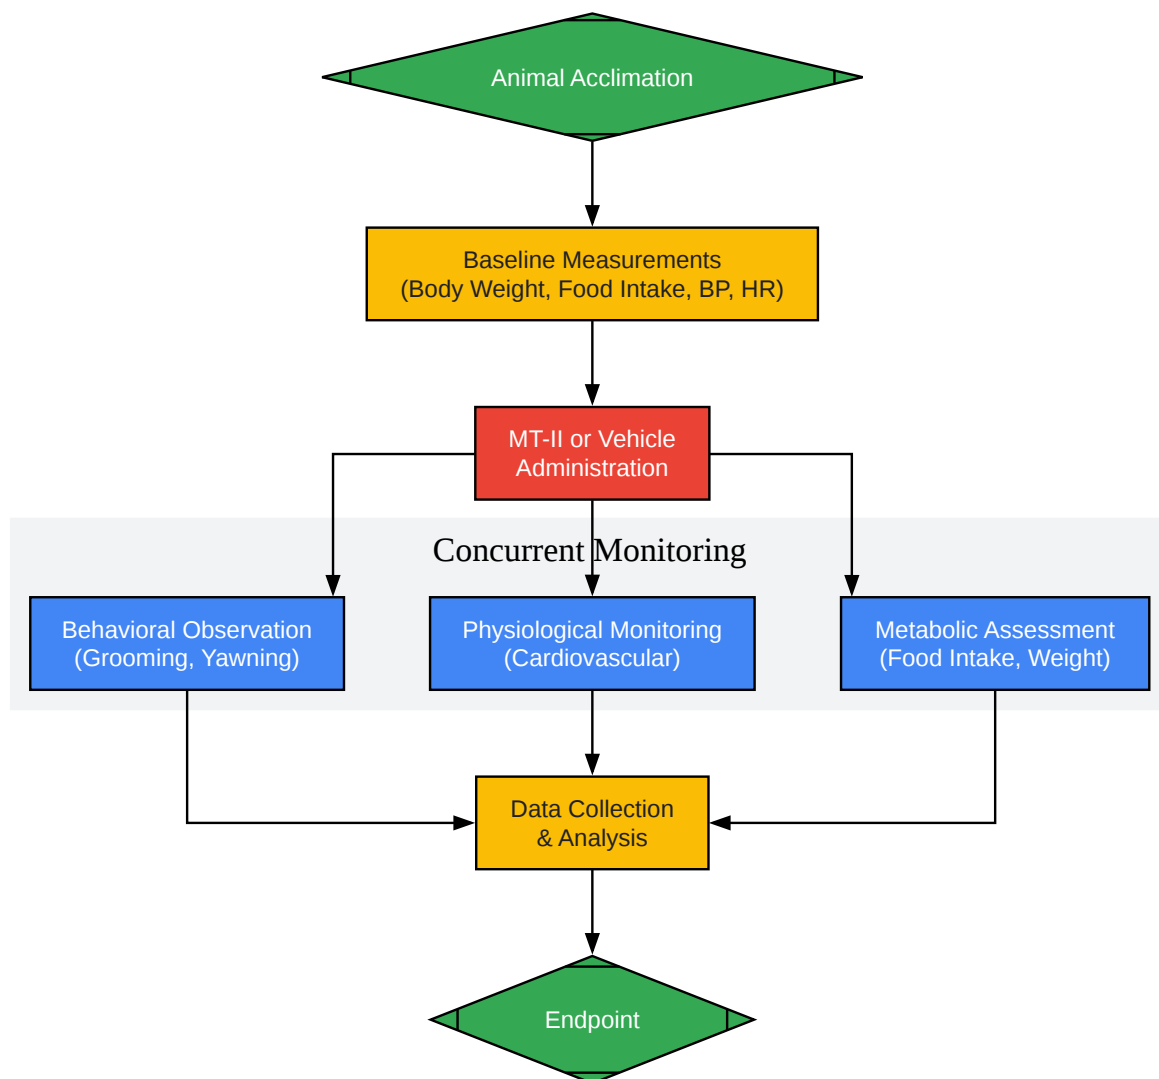 Animal Acclimation
Baseline Measurements
(Body Weight, Food Intake, BP, HR)
MT-II or Vehicle
Administration
Concurrent Monitoring
Behavioral Observation
(Grooming, Yawning)
Physiological Monitoring
(Cardiovascular)
Metabolic Assessment
(Food Intake, Weight)
Data Collection
& Analysis
Endpoint